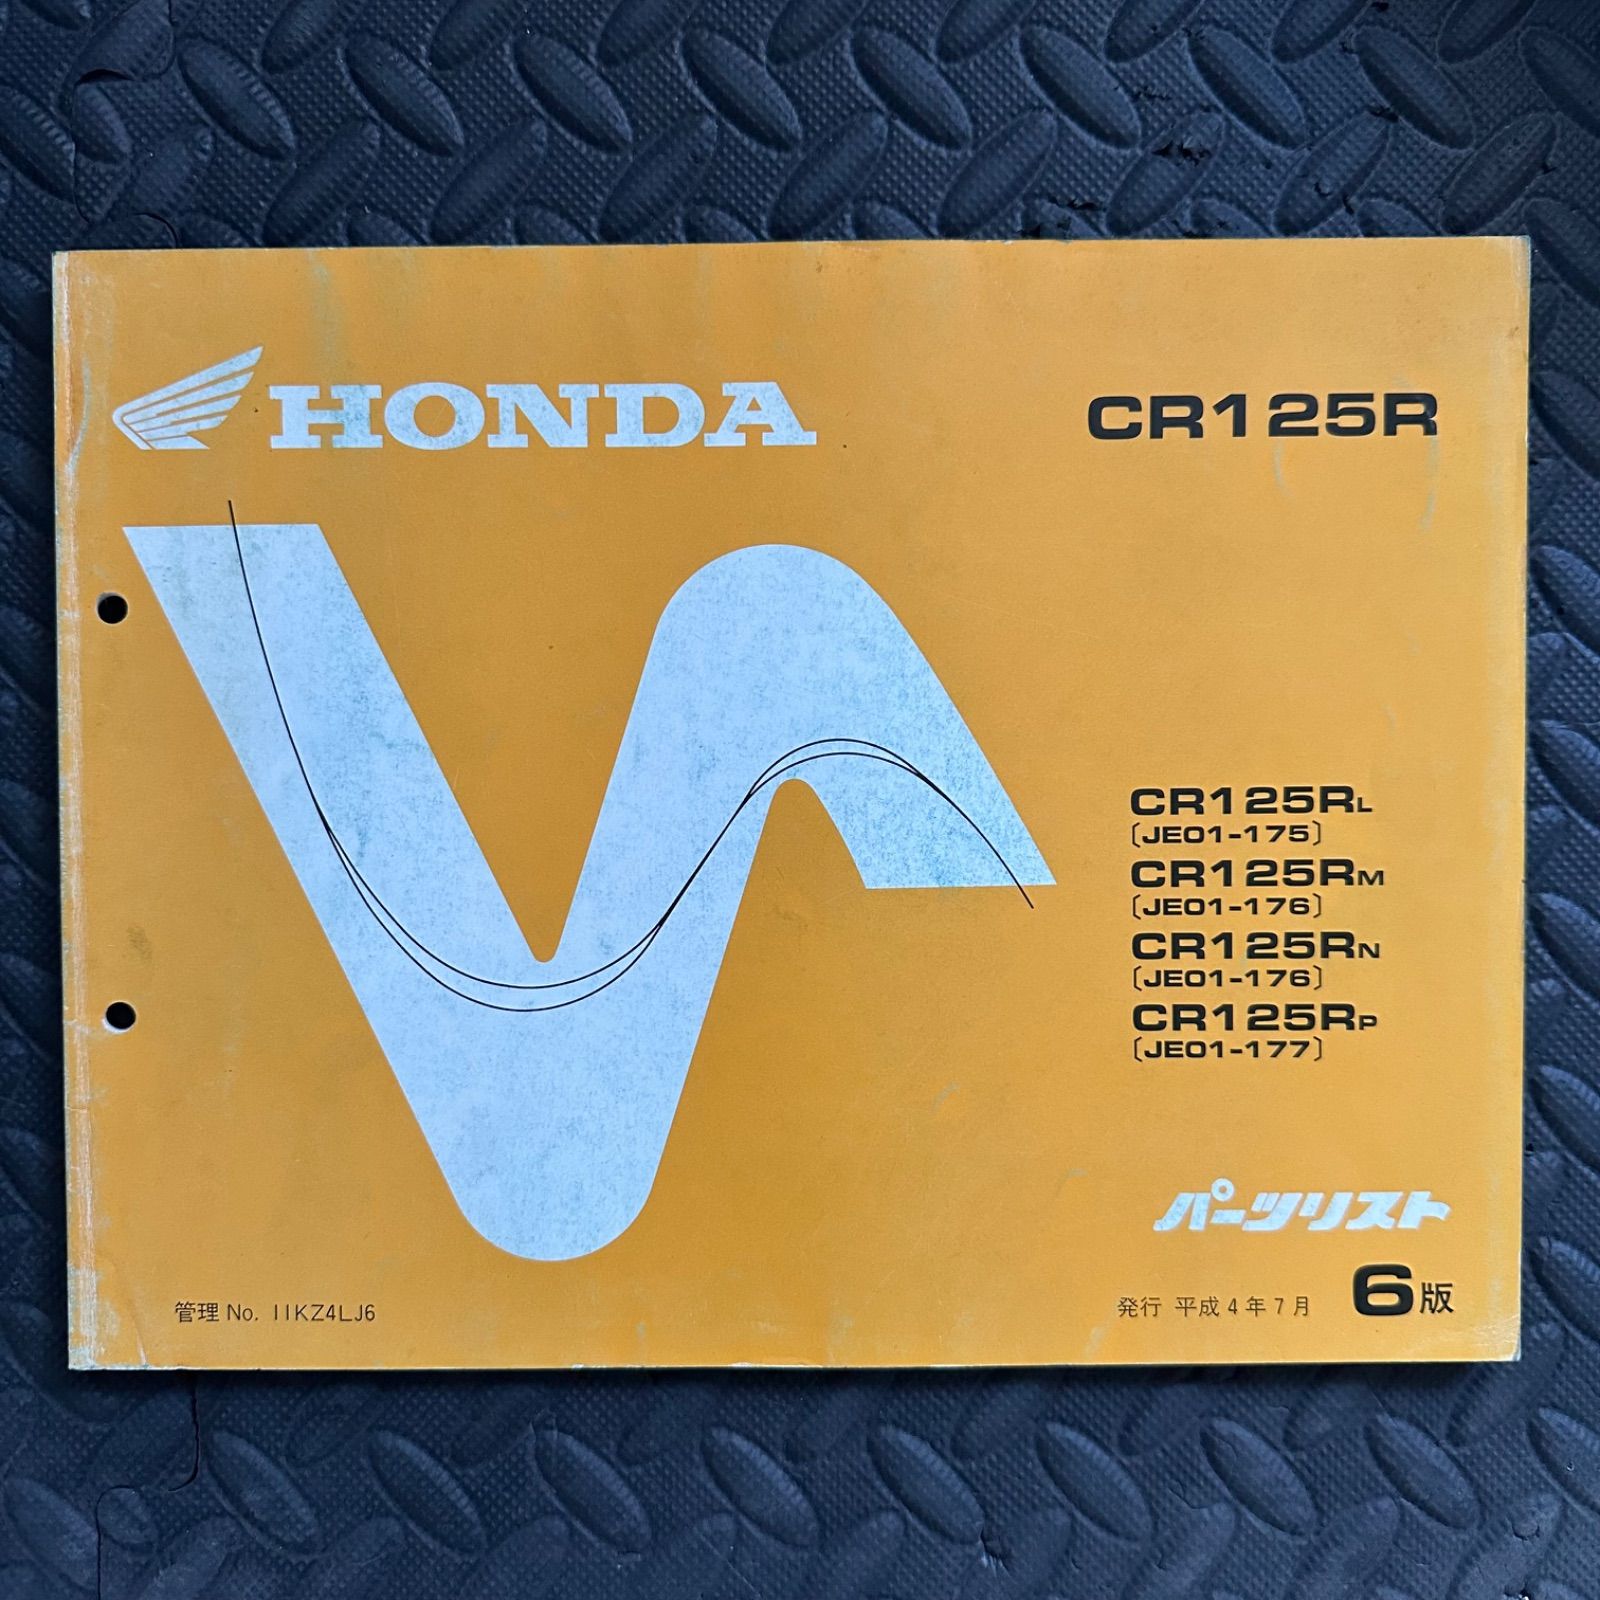 HONDA
CR125R
CR125RL
〔JE01-175〕
CR125RM
〔JE01-176〕
CR125RN
〔JE01-176〕
CR125RP
〔JE01-177〕
パーツリスト
管理 No. 11KZ4LJ6
発行 平成4年7月 6版